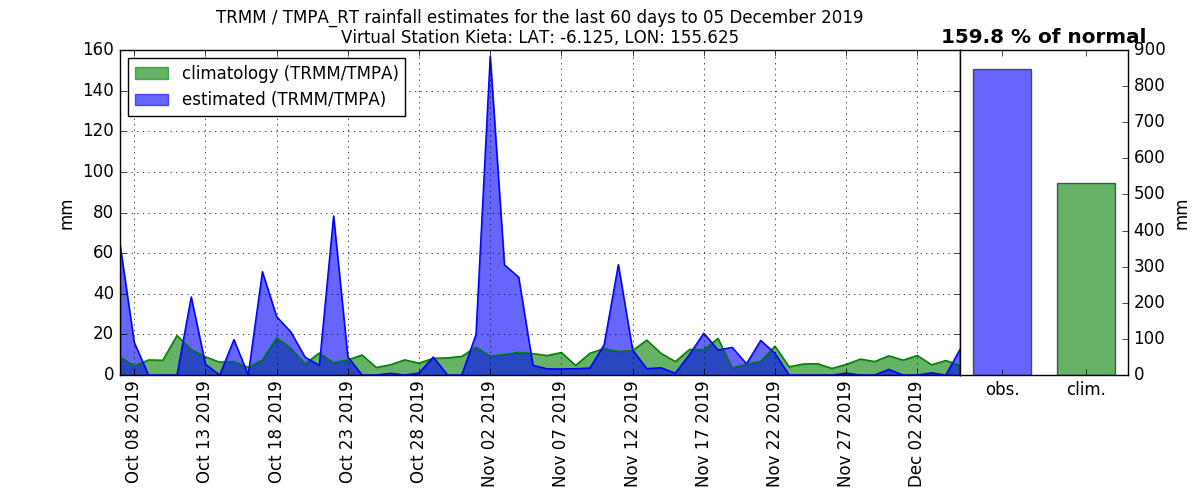 TRMM / TMPA_RT rainfall estimates for the last 60 days to 05 December 2019
Virtual Station Kieta: LAT: -6.125, LON: 155.625
159.8 % of normal
climatology (TRMM/TMPA)
estimated (TRMM/TMPA)
mm
160
140
120
100
80
60
40
20
0
Oct 08 2019
Oct 13 2019
Oct 18 2019
Oct 23 2019
Oct 28 2019
Nov 02 2019
Nov 07 2019
Nov 12 2019
Nov 17 2019
Nov 22 2019
Nov 27 2019
Dec 02 2019
900
800
700
600
500
400
300
200
100
0
mm
obs.
clim.